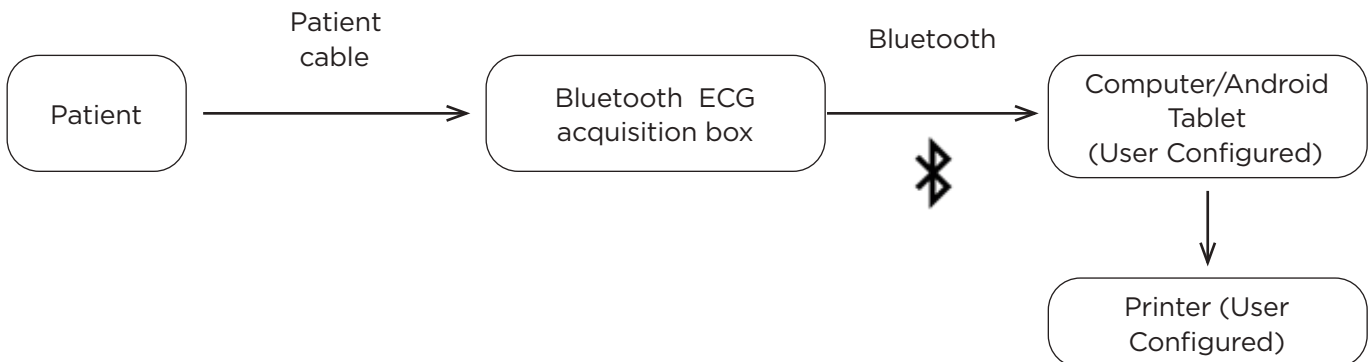 Patient
cable
Bluetooth
Patient
Bluetooth ECG
acquisition box
Computer/Android
Tablet
(User Configured)
Printer (User
Configured)